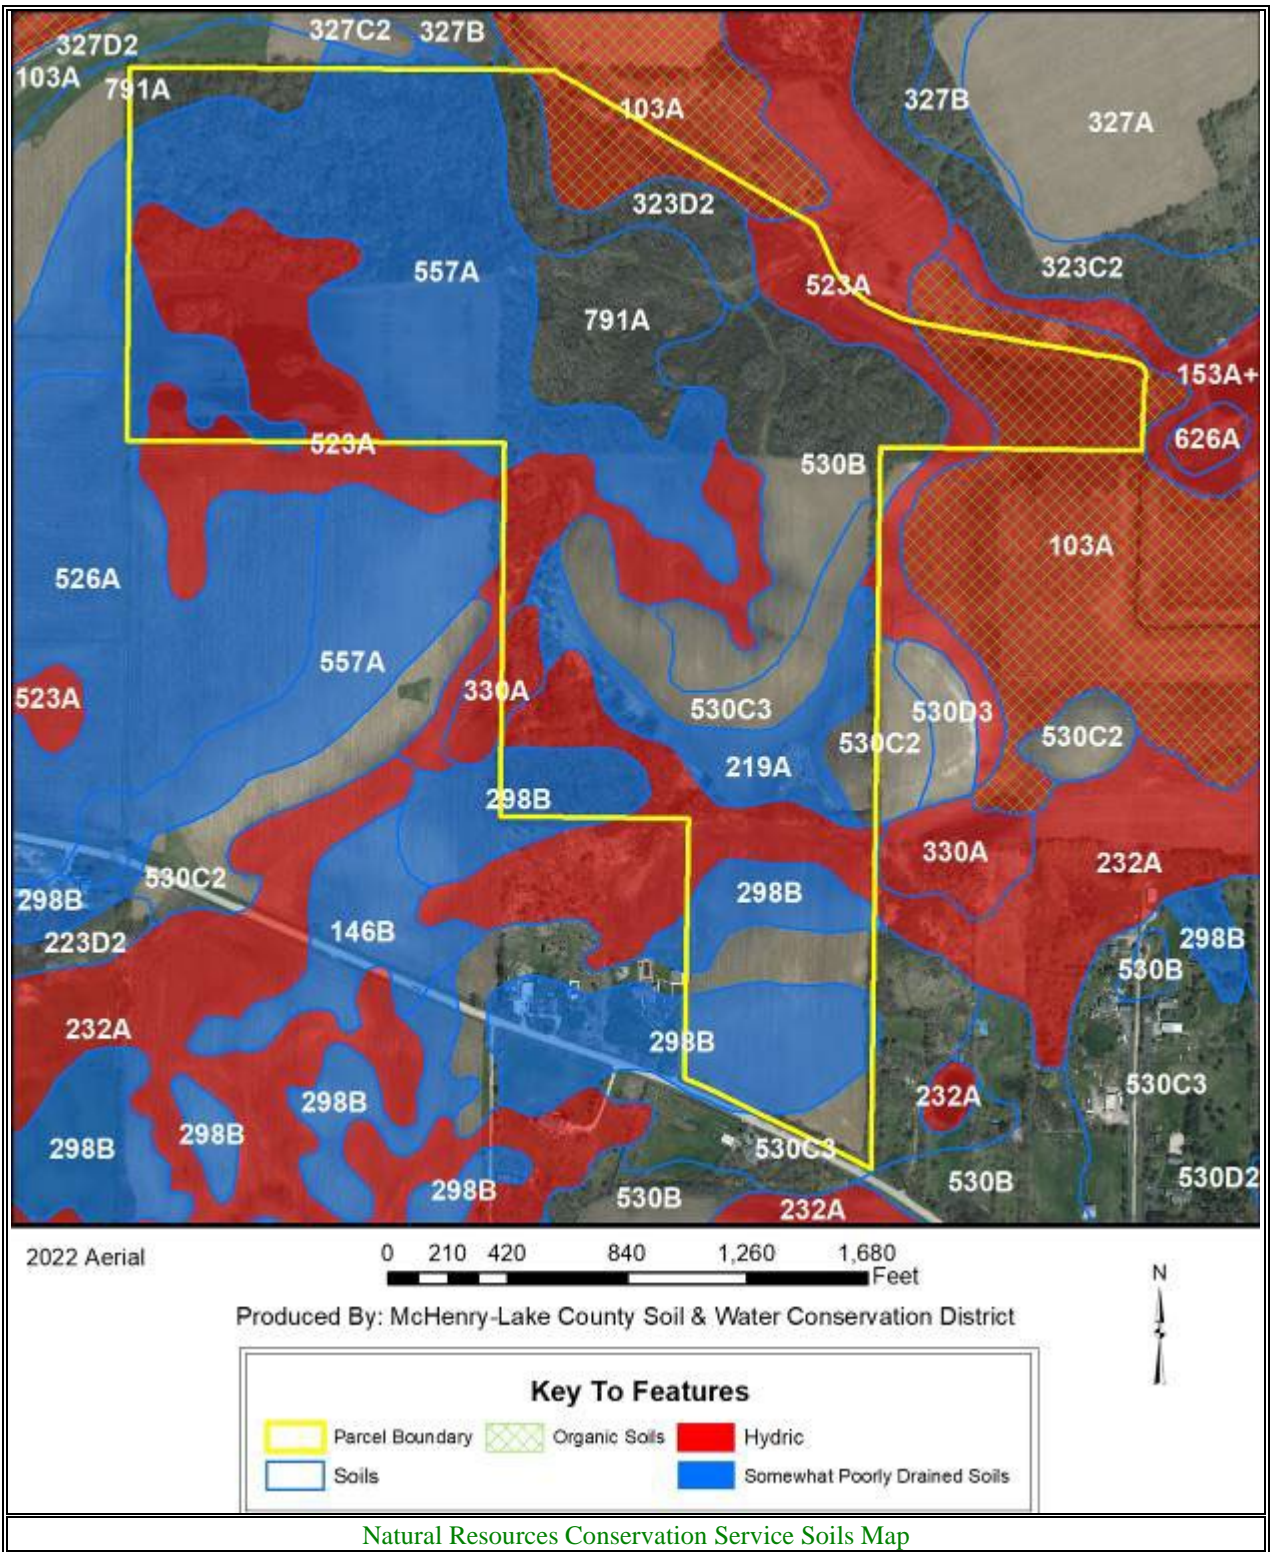 327C2 327B
327D2
103A
791A
103A
327B
327A
323D2
557A
323C2
523A
791A
153A+
523A
626A
530B
103A
526A
557A
330A
523A
530C3
530D3
530C2
530C2
219A
298B
330A
232A
530C2
298B
298B
146B
223D2
298B
530B
232A
298B
530C3
298B
232A
298B
298B
530C3
298B
530B
530B
530D2
232A
2022 Aerial
0 210 420 840 1,260 1,680
Feet
N
Produced By: McHenry-Lake County Soil & Water Conservation District
Key To Features
Parcel Boundary Organic Soils Hydric
Soils Somewhat Poorly Drained Soils
Natural Resources Conservation Service Soils Map